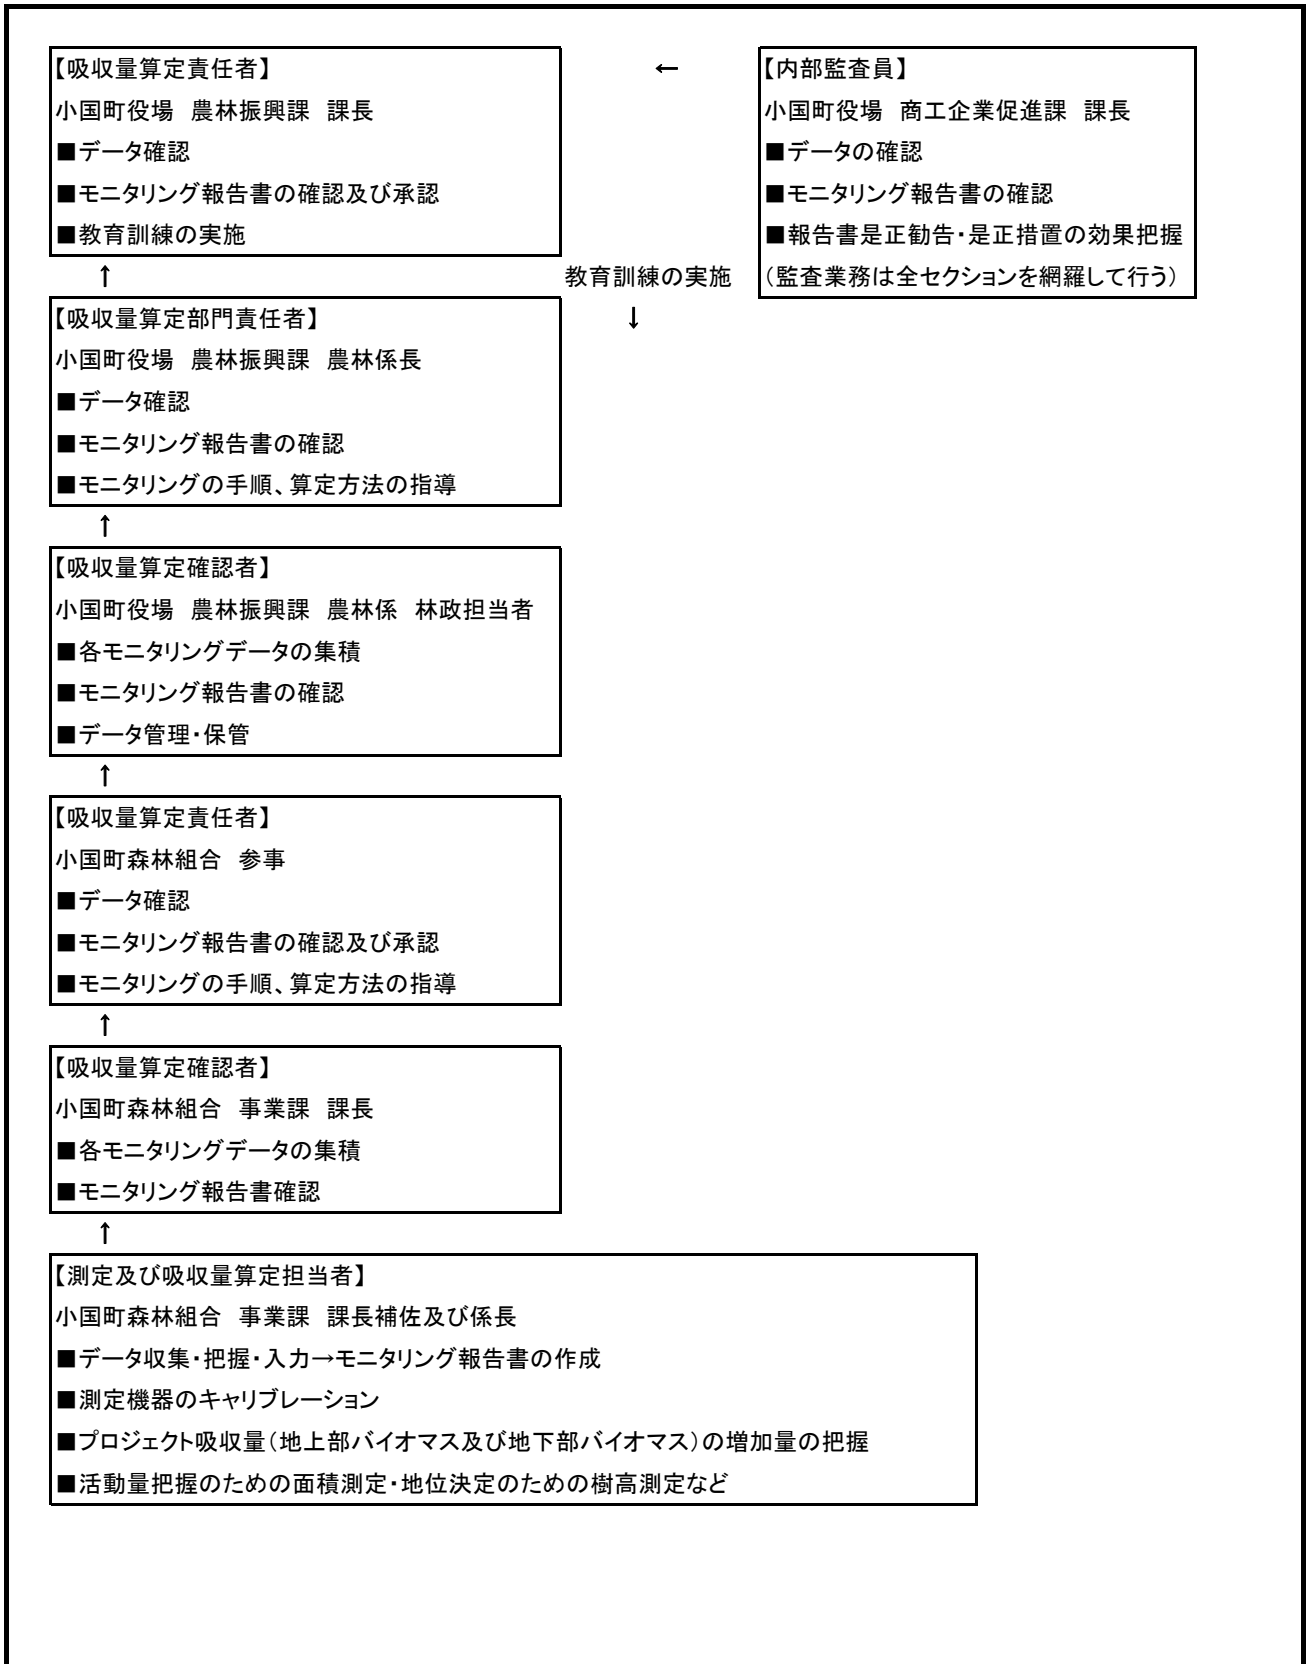 【吸収量算定責任者】
小国町役場　農林振興課　課長
■データ確認
■モニタリング報告書の確認及び承認
■教育訓練の実施
←
【内部監査員】
小国町役場　商工企業促進課　課長
■データの確認
■モニタリング報告書の確認
■報告書是正勧告・是正措置の効果把握
（監査業務は全セクションを網羅して行う）
↑
教育訓練の実施
↓
【吸収量算定部門責任者】
小国町役場　農林振興課　農林係長
■データ確認
■モニタリング報告書の確認
■モニタリングの手順、算定方法の指導
↑
【吸収量算定確認者】
小国町役場　農林振興課　農林係　林政担当者
■各モニタリングデータの集積
■モニタリング報告書の確認
■データ管理・保管
↑
【吸収量算定責任者】
小国町森林組合　参事
■データ確認
■モニタリング報告書の確認及び承認
■モニタリングの手順、算定方法の指導
↑
【吸収量算定確認者】
小国町森林組合　事業課　課長
■各モニタリングデータの集積
■モニタリング報告書確認
↑
【測定及び吸収量算定担当者】
小国町森林組合　事業課　課長補佐及び係長
■データ収集・把握・入力→モニタリング報告書の作成
■測定機器のキャリブレーション
■プロジェクト吸収量（地上部バイオマス及び地下部バイオマス）の増加量の把握
■活動量把握のための面積測定・地位決定のための樹高測定など